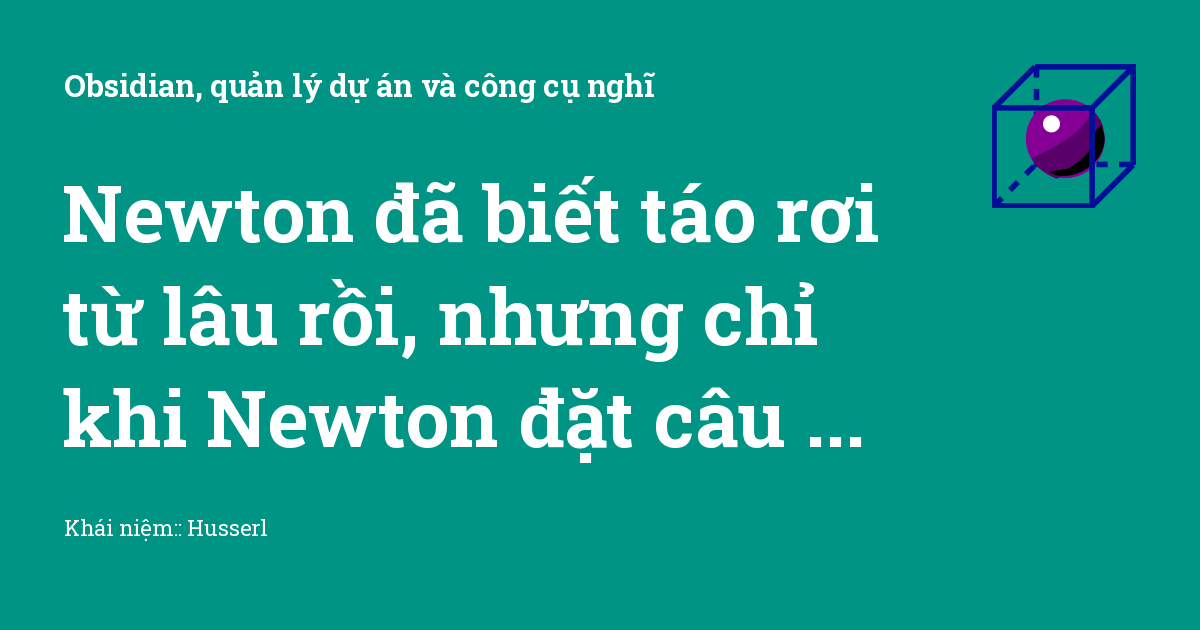 Obsidian, quản lý dự án và công cụ nghĩ
Newton đã biết táo rơi
từ lâu rồi, nhưng chỉ
khi Newton đặt câu ...
Khái niệm:: Husserl